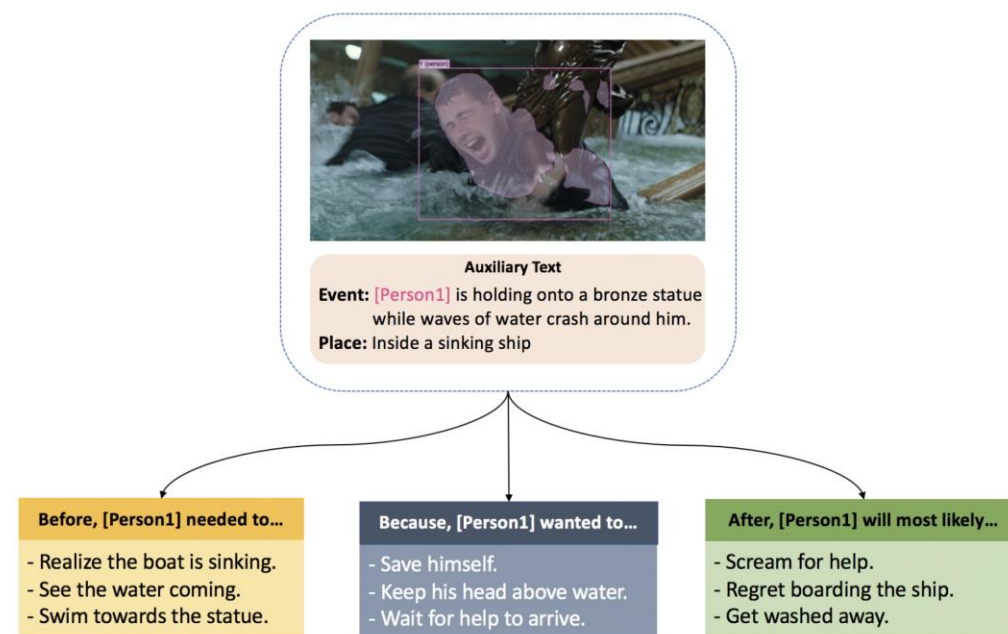 1 (person)
Auxiliary Text
Event: [Person1] is holding onto a bronze statue
while waves of water crash around him.
Place: Inside a sinking ship
Before, [Person1] needed to...
- Realize the boat is sinking.
- See the water coming.
- Swim towards the statue.
Because, [Person1] wanted to...
- Save himself.
- Keep his head above water.
- Wait for help to arrive.
After, [Person1] will most likely...
- Scream for help.
- Regret boarding the ship.
- Get washed away.